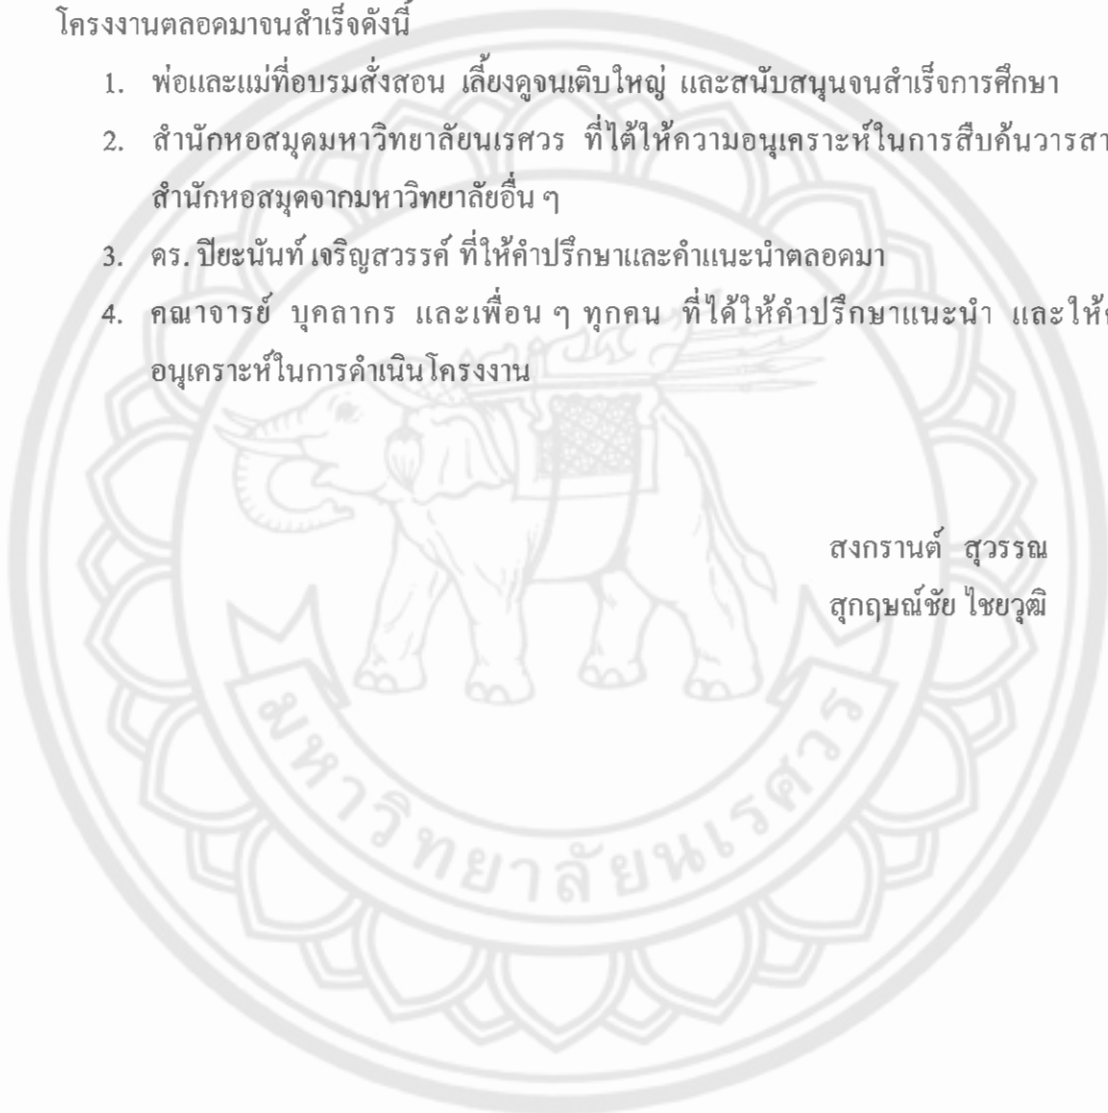 โครงงานตลอดมาจนสำเร็จดังนี้
1. พ่อและแม่ที่อบรมสั่งสอน เลี้ยงดูจนเติบใหญ่ และสนับสนุนจนสำเร็จการศึกษา
2. สำนักหอสมุดมหาวิทยาลัยนเรศวร ที่ได้ให้ความอนุเคราะห์ในการสืบค้นวารสา
สำนักหอสมุดจากมหาวิทยาลัยอื่น ๆ
3. ดร. ปิยะนันท์ เจริญสวรรค์ ที่ให้คำปรึกษาและคำแนะนำตลอดมา
4. คณาจารย์ บุคลากร และเพื่อน ๆ ทุกคน ที่ได้ให้คำปรึกษาแนะนำ และให้
อนุเคราะห์ในการดำเนินโครงงาน
สงกรานต์ สุวรรณ
สุกฤษณ์ชัย ไชยวุฒิ
มหาวิทยาลัยนเรศวร